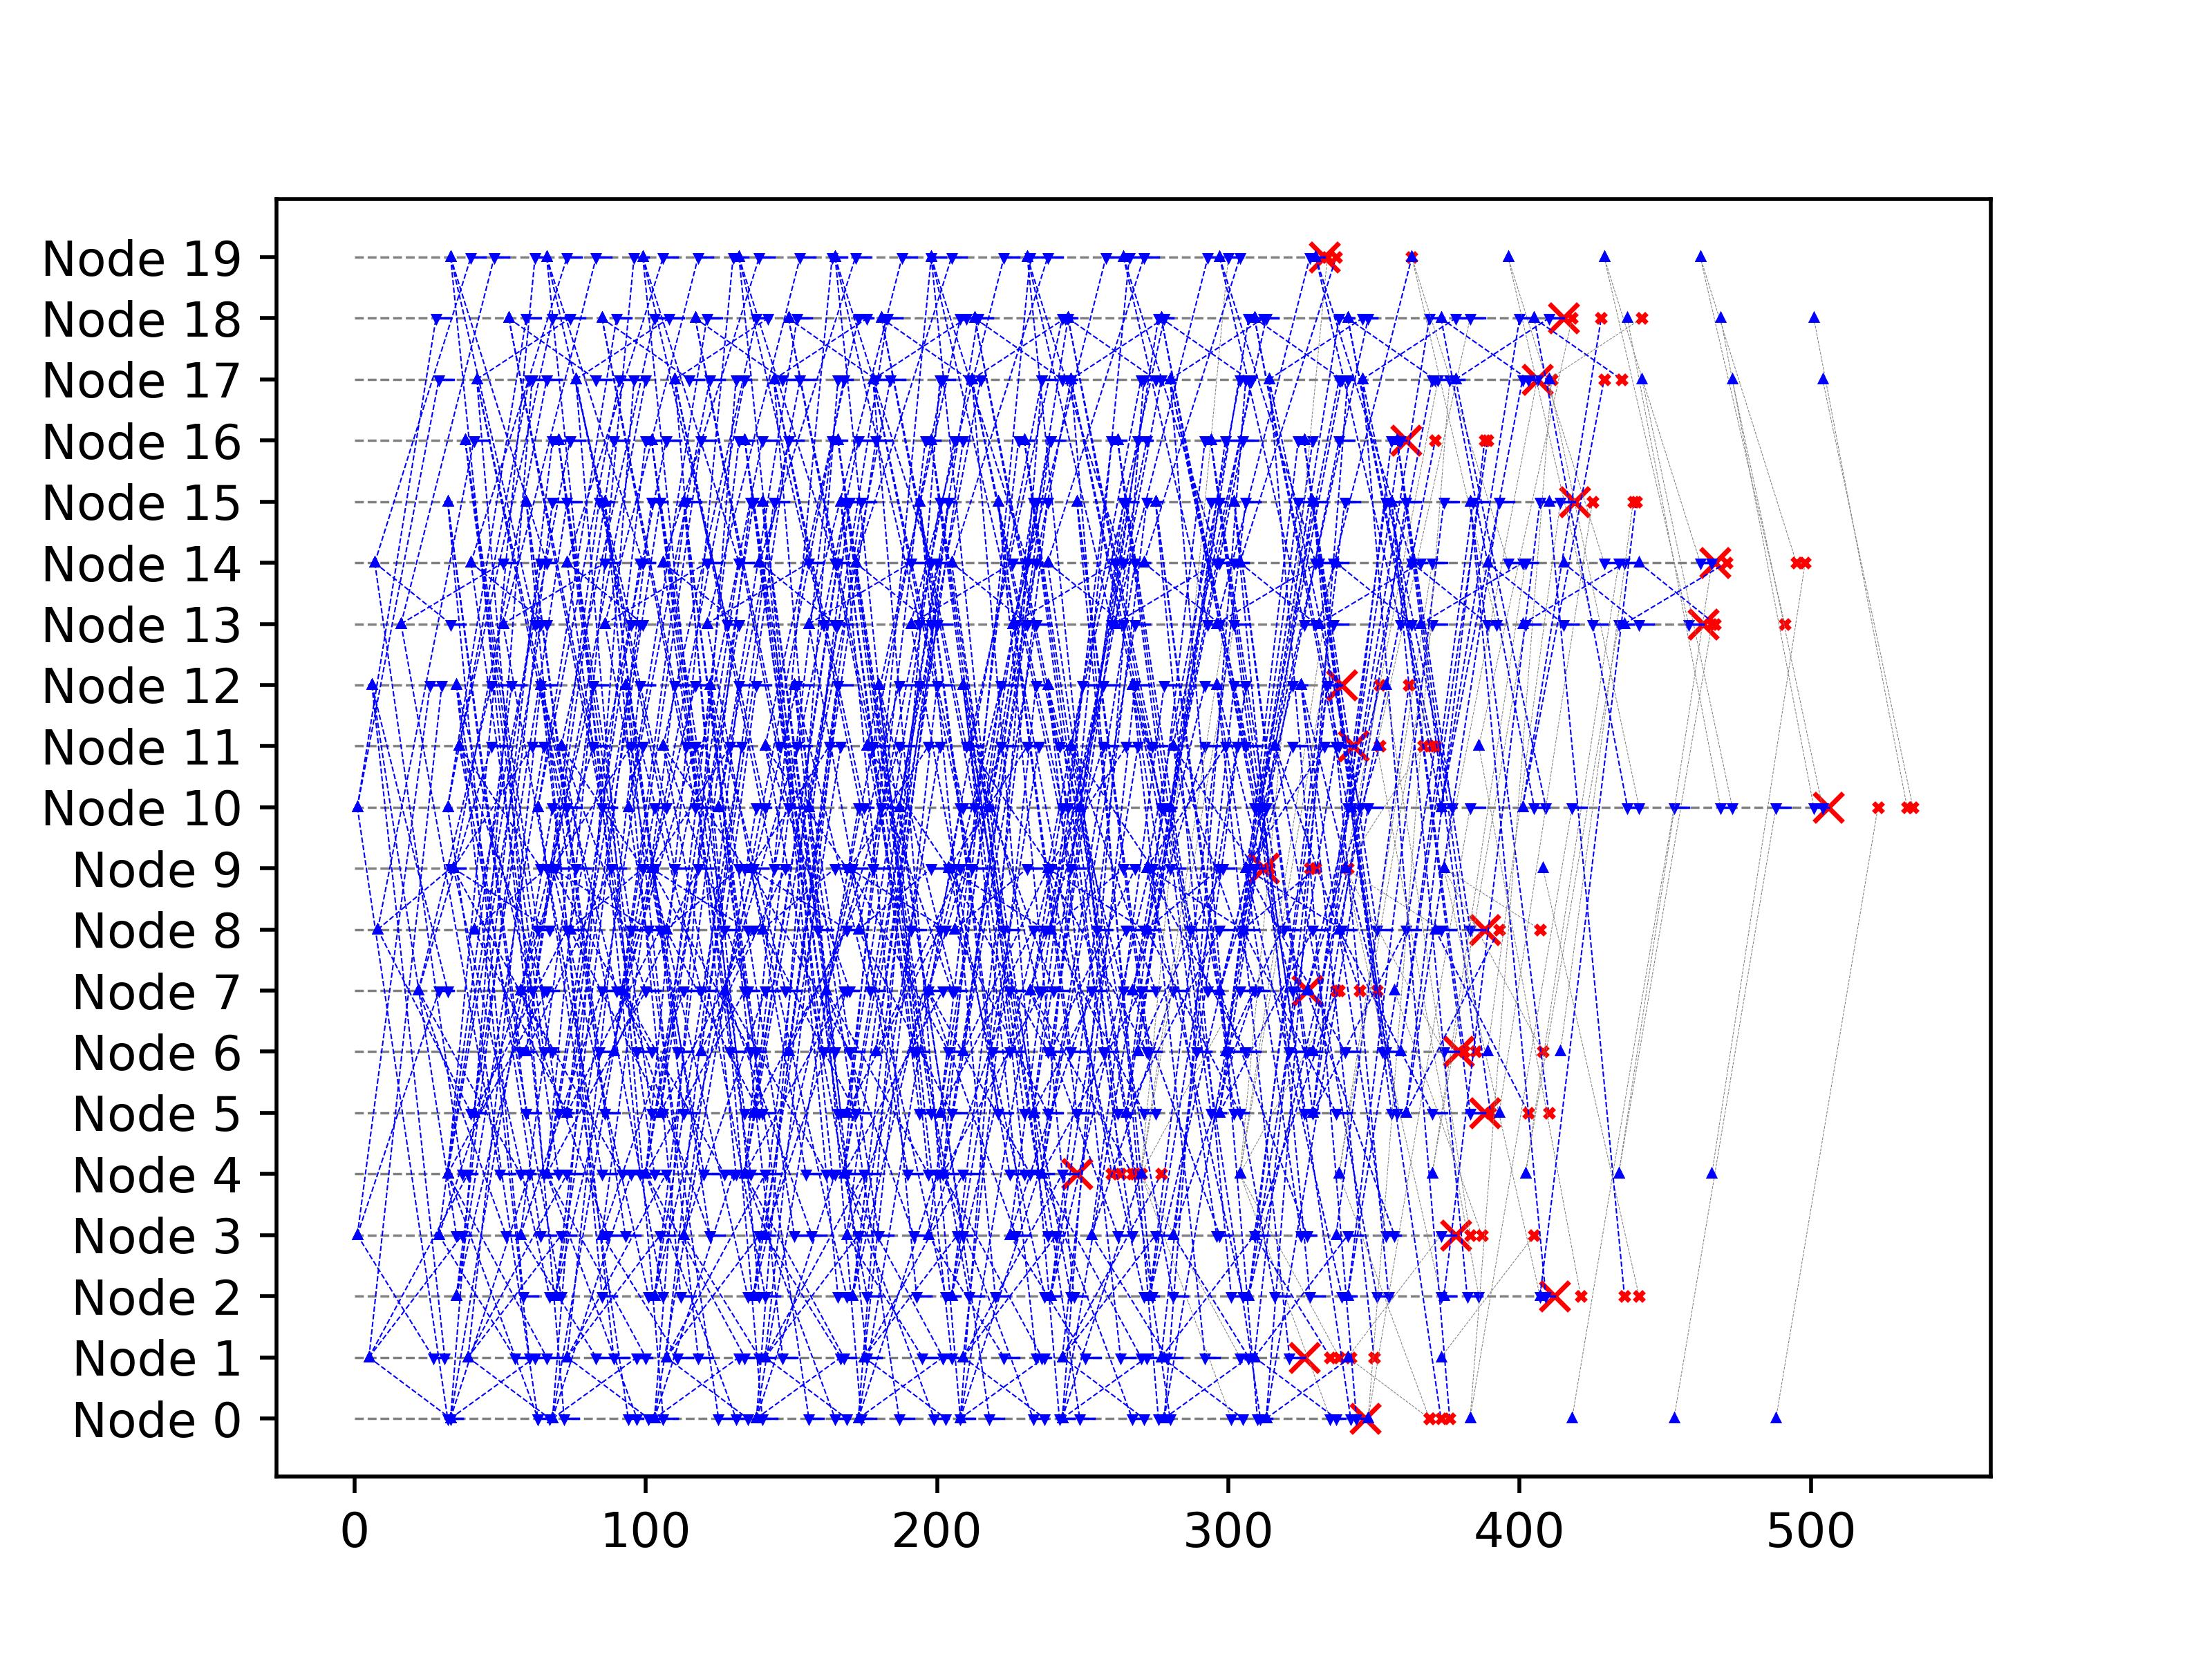 Node 19
Node 18
Node 17
Node 16
Node 15
Node 14
Node 13
Node 12
Node 11
Node 10
Node 9
Node 8
Node 7
Node 6
Node 5
Node 4
Node 3
Node 2
Node 1
Node 0
0 100 200 300 400 500